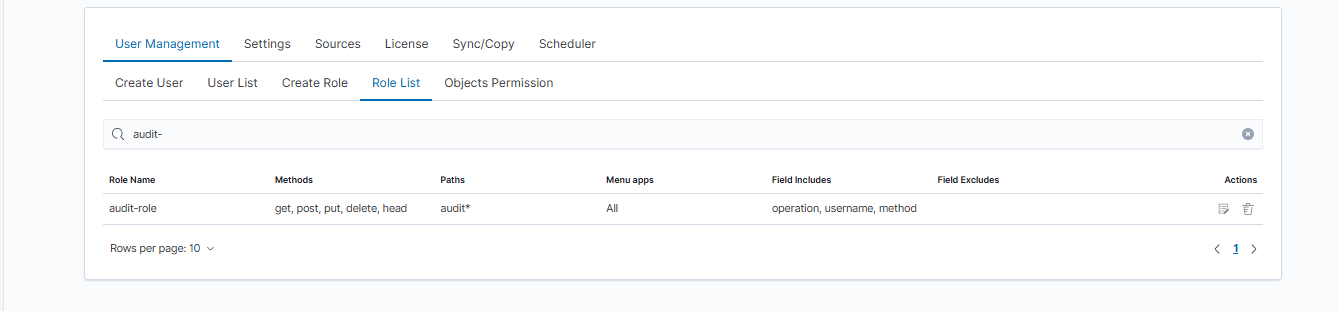 User Management Settings Sources License Sync/Copy Scheduler
Create User User List Create Role Role List Objects Permission
audit-
Role Name Methods Paths Menu apps Field Includes Field Excludes Actions
audit-role get, post, put, delete, head audit* All operation, username, method
Rows per page: 10 1